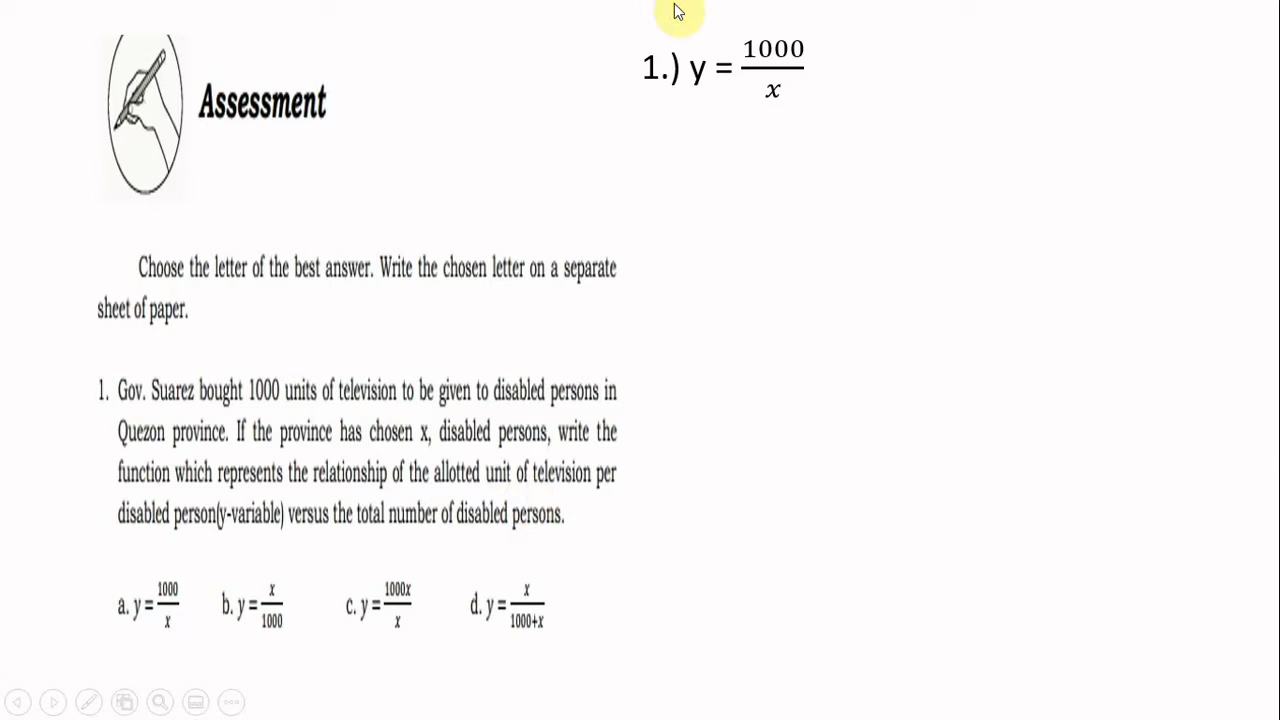 Assessment
Choose the letter of the best answer. Write the chosen letter on a separate
sheet of paper.
1. Gov. Suarez bought 1000 units of television to be given to disabled persons in
Quezon province. If the province has chosen x, disabled persons, write the
function which represents the relationship of the allotted unit of television per
disabled person(y-variable) versus the total number of disabled persons.
a. y = 1000/x b. y = x/1000 c. y = 1000x/x d. y = x/1000+x
1.) y = 1000/x